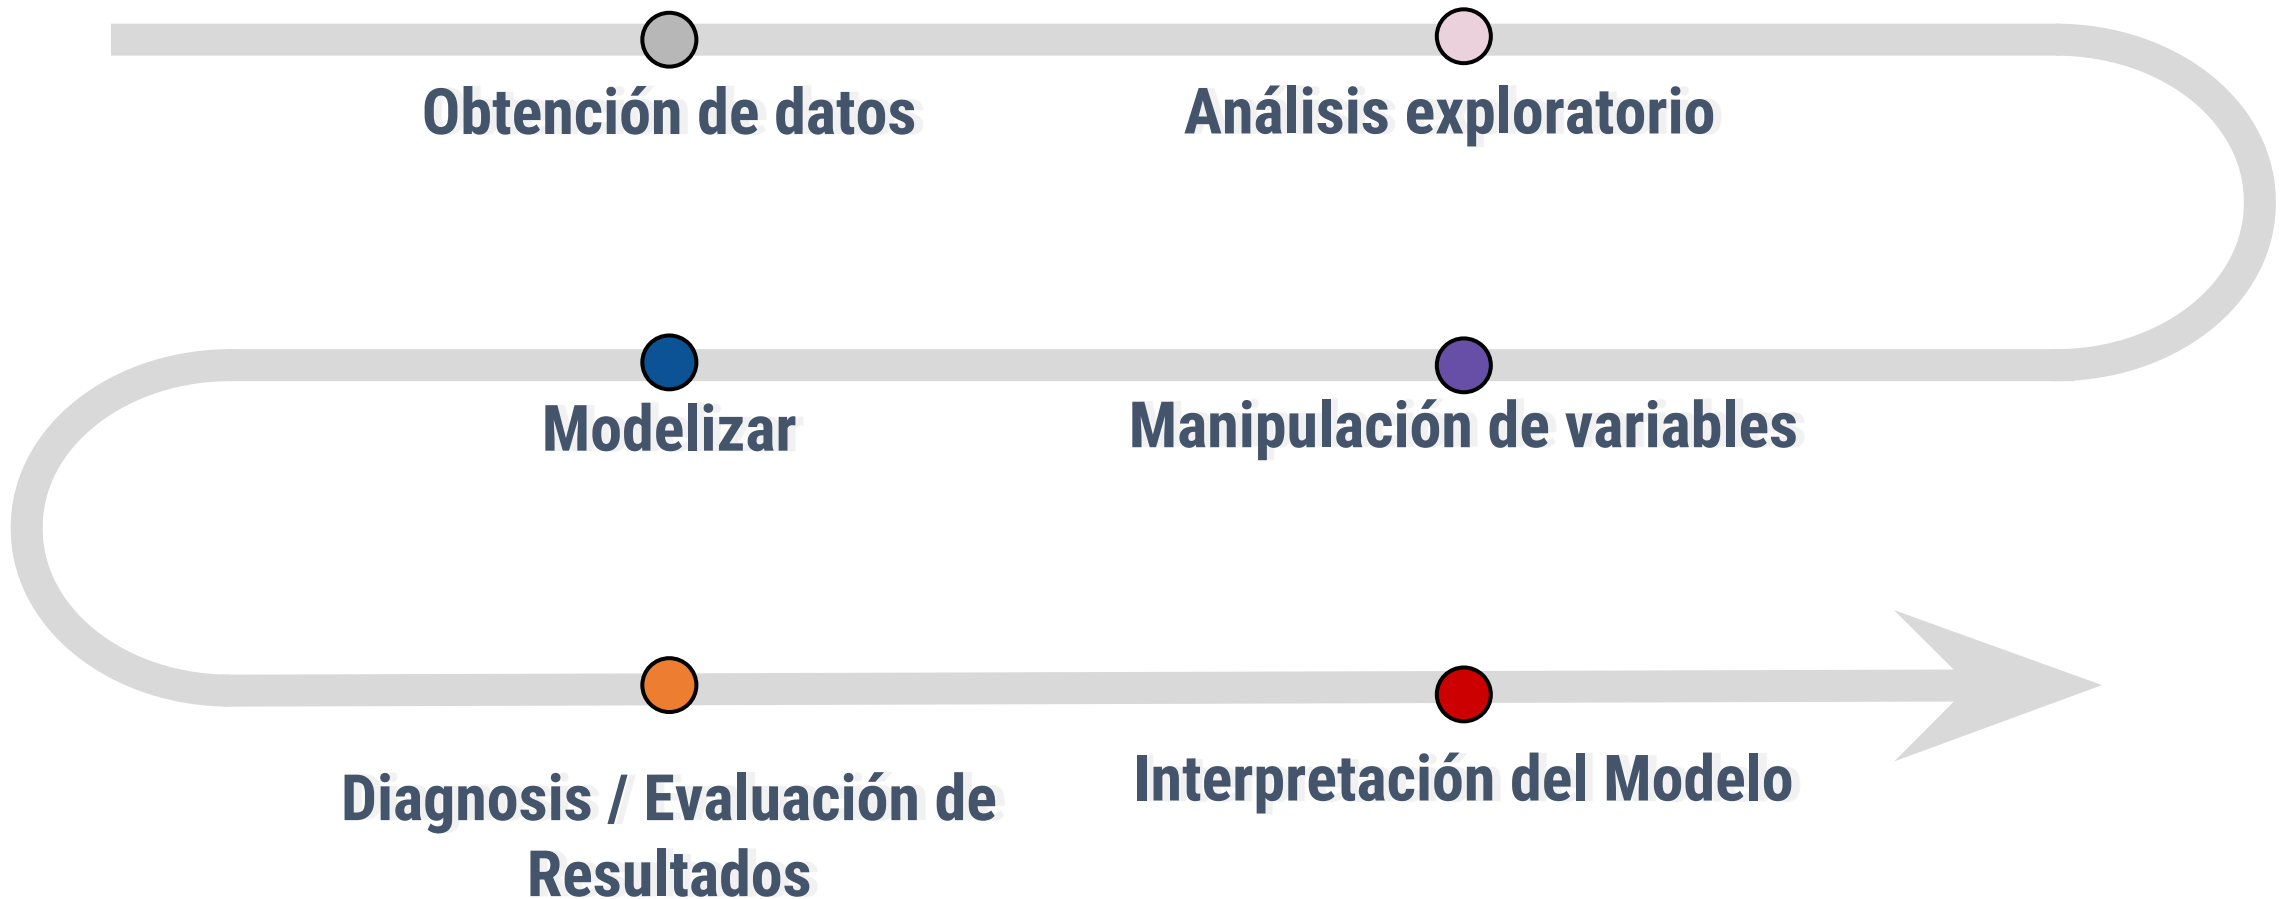 Obtención de datos
Análisis exploratorio
Modelizar
Manipulación de variables
Diagnosis / Evaluación de
Resultados
Interpretación del Modelo